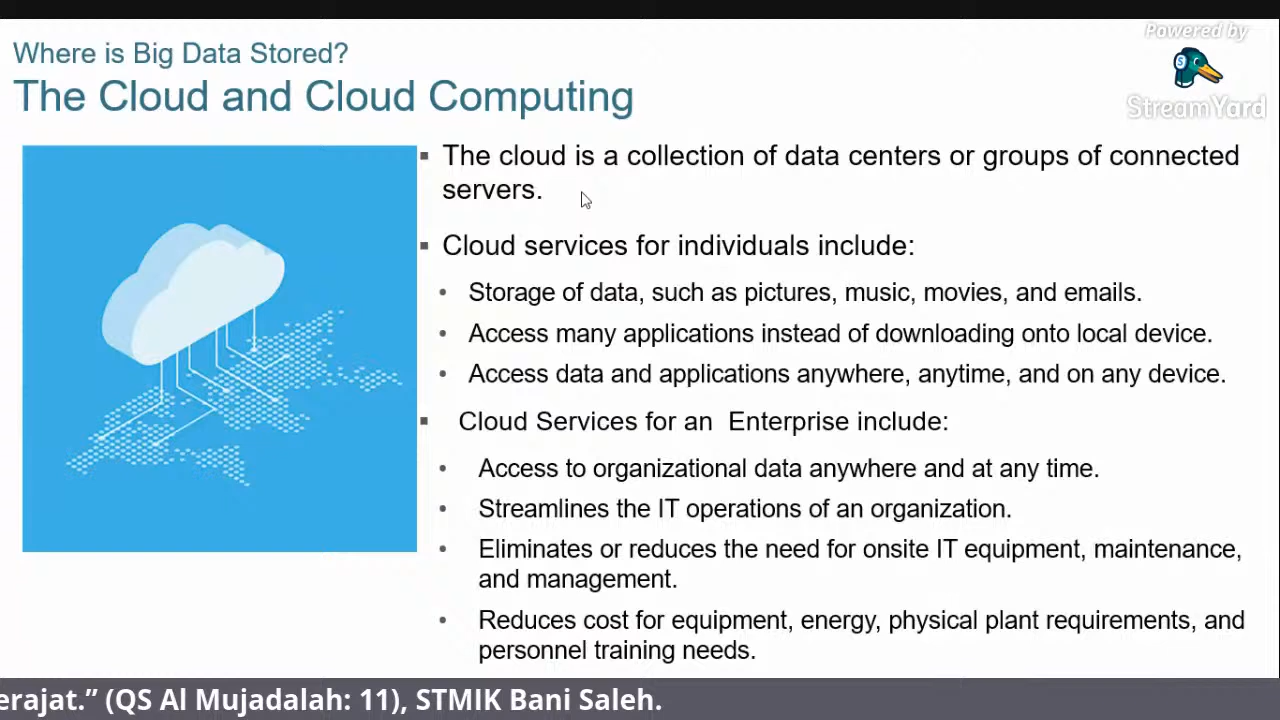 Powered by
Where is Big Data Stored?
The Cloud and Cloud Computing
S
StreamYard
▪ The cloud is a collection of data centers or groups of connected
servers.
▪ Cloud services for individuals include:
• Storage of data, such as pictures, music, movies, and emails.
• Access many applications instead of downloading onto local device.
• Access data and applications anywhere, anytime, and on any device.
▪ Cloud Services for an Enterprise include:
• Access to organizational data anywhere and at any time.
• Streamlines the IT operations of an organization.
• Eliminates or reduces the need for onsite IT equipment, maintenance,
and management.
• Reduces cost for equipment, energy, physical plant requirements, and
personnel training needs.
erajat.” (QS Al Mujadalah: 11), STMIK Bani Saleh.